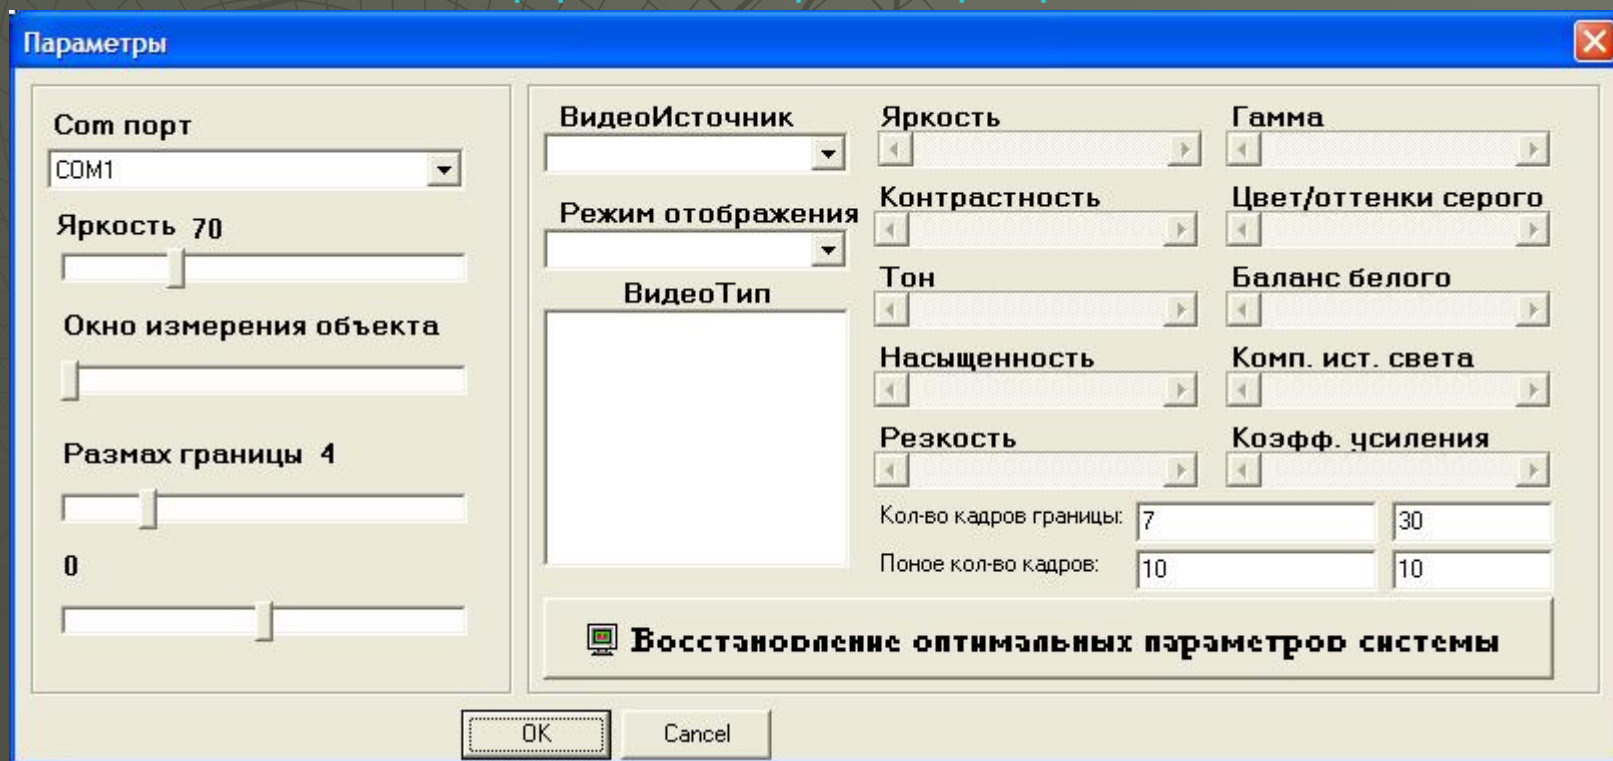 Параметры
Com порт
COM1
Яркость 70
Окно измерения объекта
Размах границы 4
0
ВидеоИсточник
Режим отображения
ВидеоТип
Яркость
Контрастность
Тон
Насыщенность
Резкость
Гамма
Цвет/оттенки серого
Баланс белого
Комп. ист. света
Коэфф. усиления
Кол-во кадров границы: 7 30
Поное кол-во кадров: 10 10
Восстановление оптимальных параметров системы
OK
Cancel